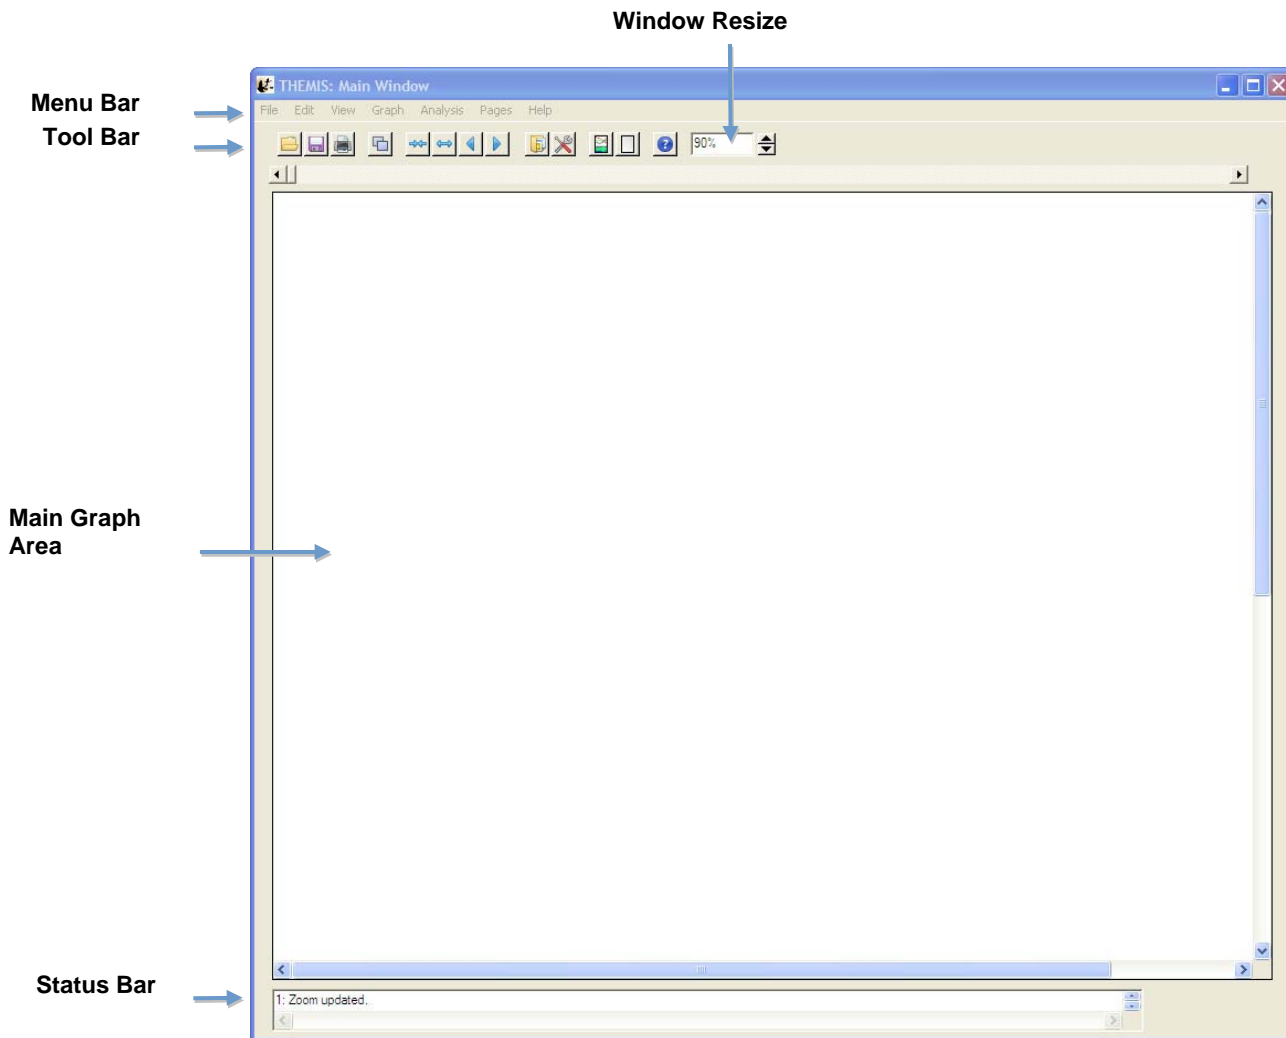 Window Resize
THEMIS: Main Window
Menu Bar
File Edit View Graph Analysis Pages Help
Tool Bar
90%
Main Graph
Area
Status Bar
1: Zoom updated.